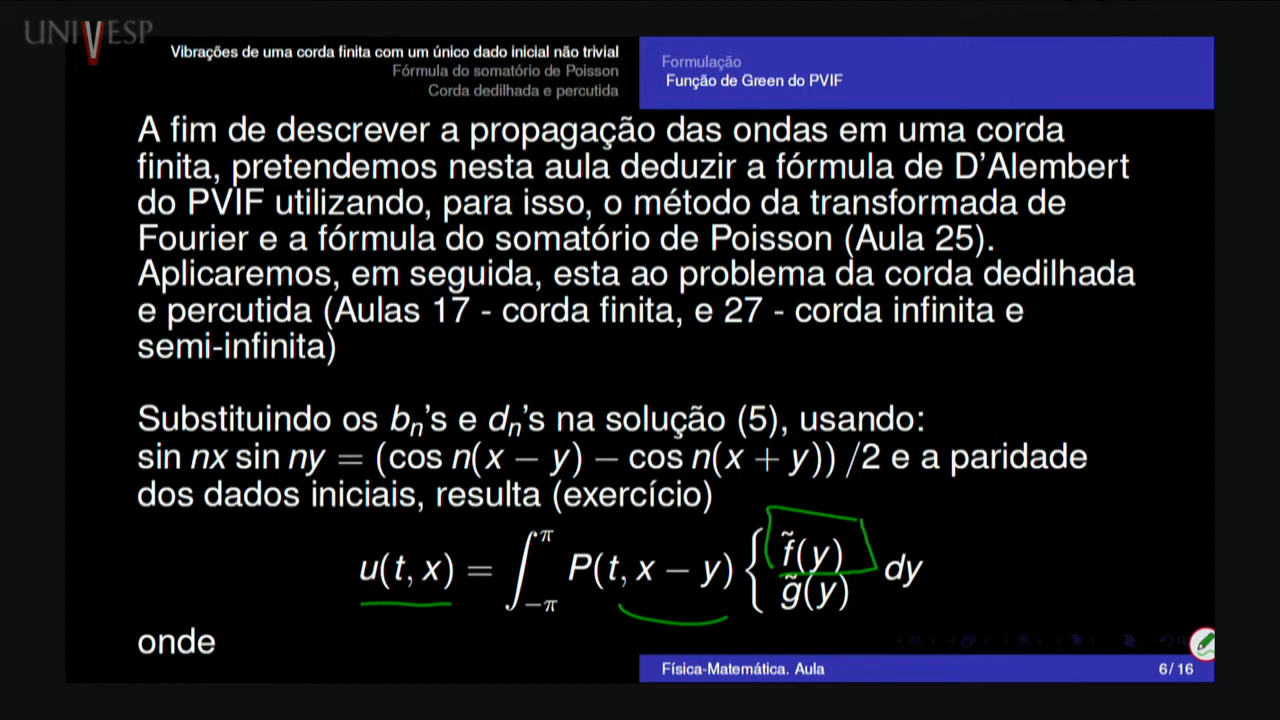 UNIVESP
Vibrações de uma corda finita com um único dado inicial não trivial
Fórmula do somatório de Poisson
Corda dedilhada e percutida
Formulação
Função de Green do PVIF
A fim de descrever a propagação das ondas em uma corda
finita, pretendemos nesta aula deduzir a fórmula de D'Alembert
do PVIF utilizando, para isso, o método da transformada de
Fourier e a fórmula do somatório de Poisson (Aula 25).
Aplicaremos, em seguida, esta ao problema da corda dedilhada
e percutida (Aulas 17 - corda finita, e 27 - corda infinita e
semi-infinita)
Substituindo os bₙ's e dₙ's na solução (5), usando:
sin nx sin ny = (cos n(x − y) − cos n(x + y)) /2 e a paridade
dos dados iniciais, resulta (exercício)
u(t, x) = ∫_{−π}^{π} P(t, x − y) { f̃(y) g̃(y) dy
onde
Física-Matemática. Aula
6/ 16